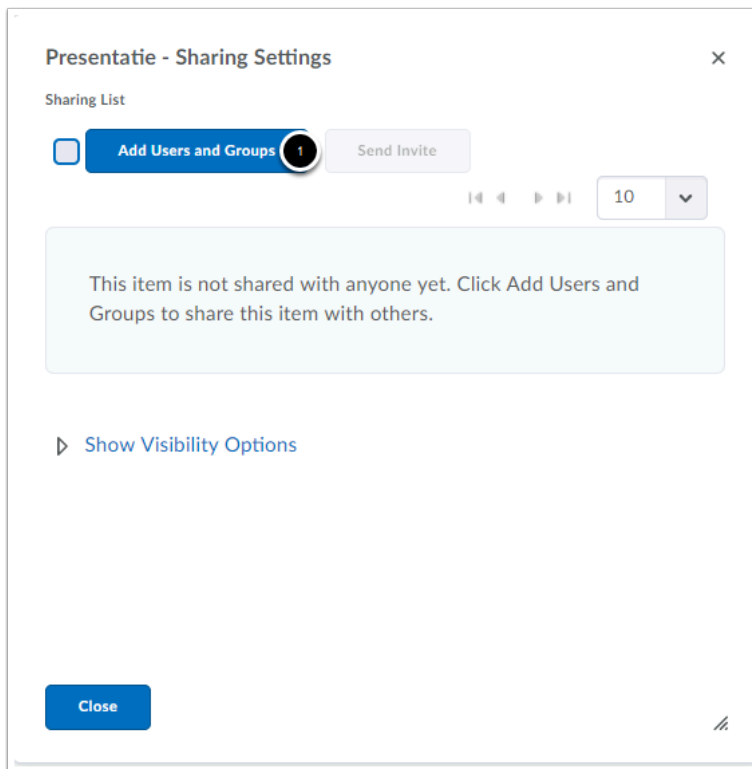 Presentatie - Sharing Settings
Sharing List
Add Users and Groups 1 Send Invite
10
This item is not shared with anyone yet. Click Add Users and
Groups to share this item with others.
Show Visibility Options
Close